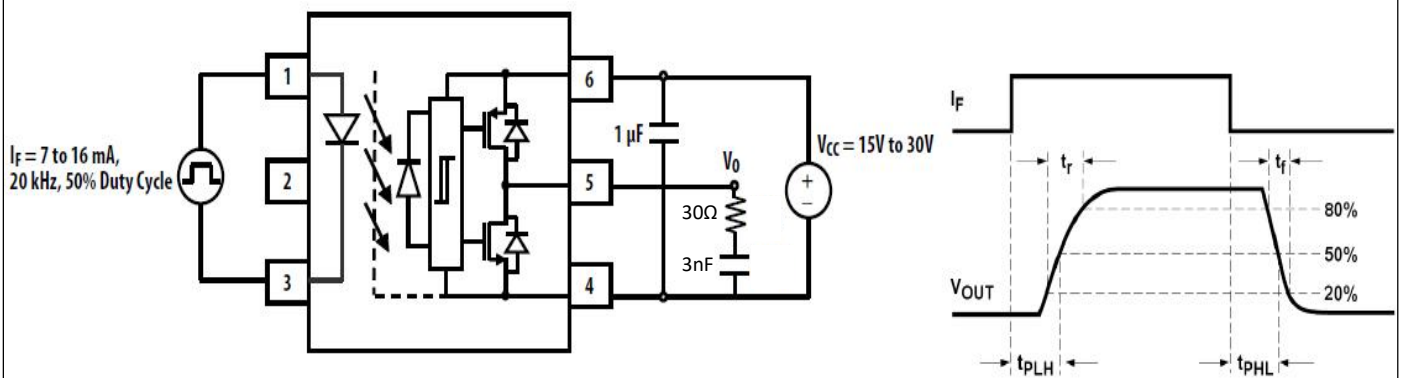 I_F = 7 to 16 mA,
20 kHz, 50% Duty Cycle
1
2
3
6
5
4
1 µF
V_0
30Ω
3nF
V_CC = 15V to 30V
+
−
I_F
t_r
t_f
80%
50%
20%
V_OUT
t_PLH
t_PHL